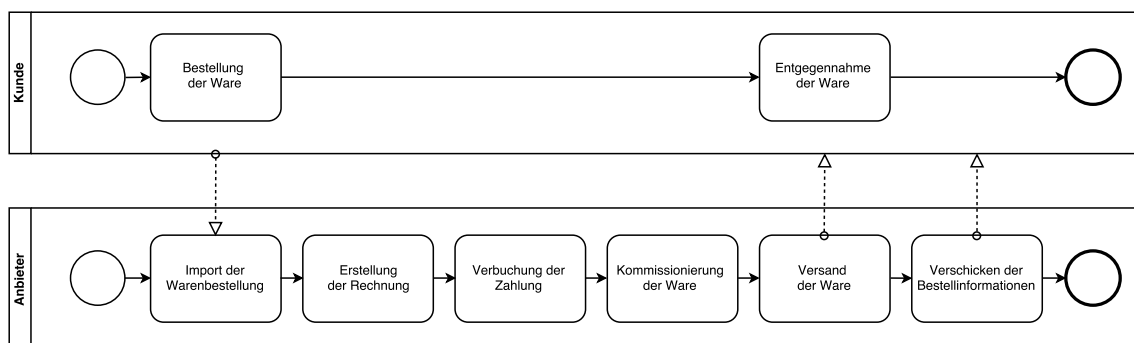 Kunde
Bestellung
der Ware
Entgegennahme
der Ware
Anbieter
Import der
Warenbestellung
Erstellung
der Rechnung
Verbuchung der
Zahlung
Kommissionierung
der Ware
Versand
der Ware
Verschicken der
Bestellinformationen